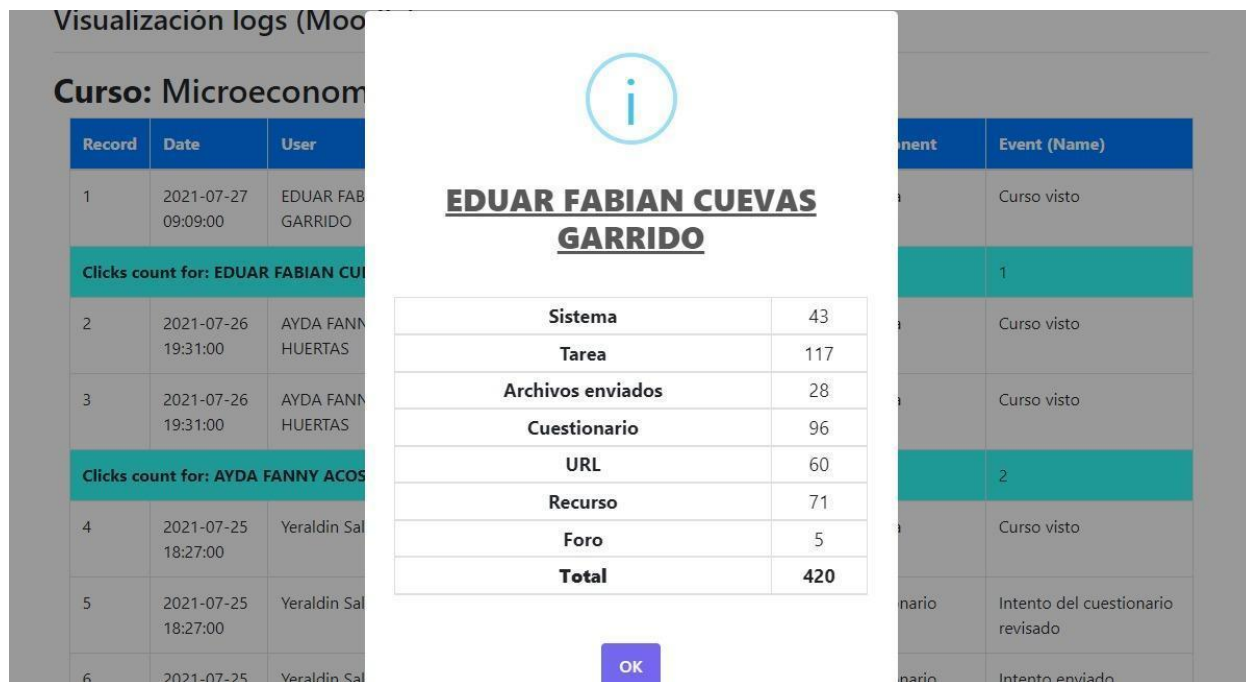 Visualización logs (Moo
Curso: Microeconom
Record Date User nent Event (Name)
1 2021-07-27 09:09:00 EDUAR FAB GARRIDO Curso visto
Clicks count for: EDUAR FABIAN CUE 1
2 2021-07-26 19:31:00 AYDA FANN HUERTAS Curso visto
3 2021-07-26 19:31:00 AYDA FANN HUERTAS Curso visto
Clicks count for: AYDA FANNY ACOS 2
4 2021-07-25 18:27:00 Yeraldin Sal Curso visto
5 2021-07-25 18:27:00 Yeraldin Sal nario Intento del cuestionario revisado
6 2021-07-25 Yeraldin Sal nario Intento enviado
i
EDUAR FABIAN CUEVAS
GARRIDO
Sistema 43
Tarea 117
Archivos enviados 28
Cuestionario 96
URL 60
Recurso 71
Foro 5
Total 420
OK